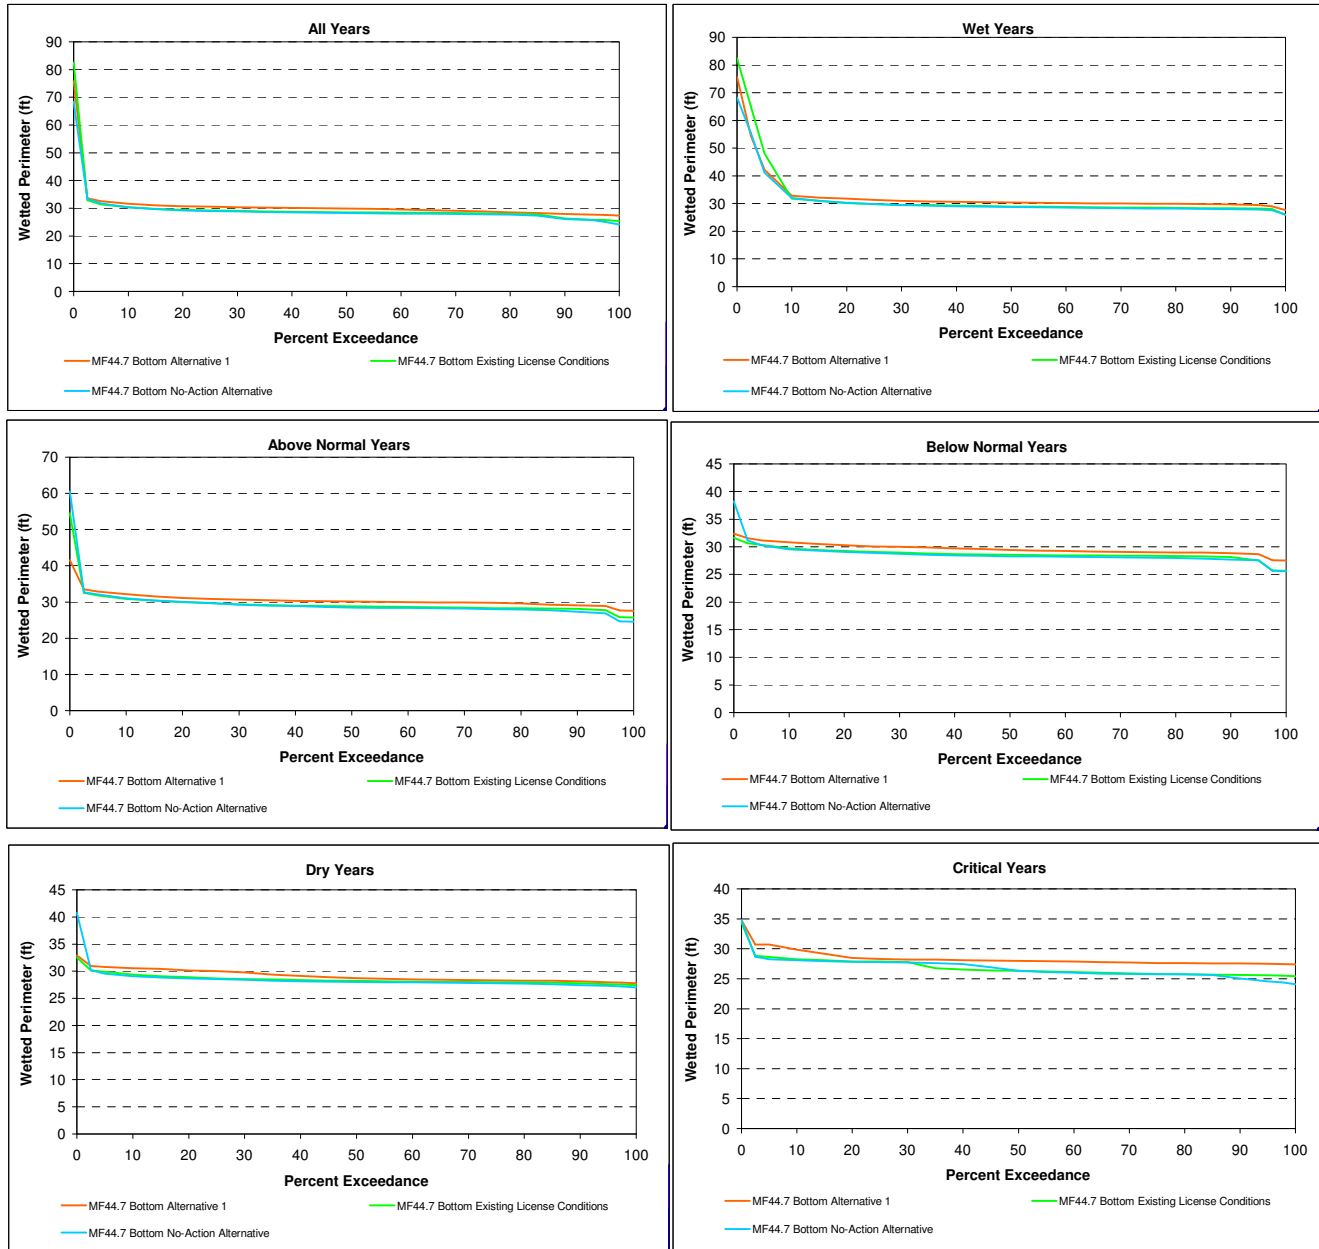 All Years
Wetted Perimeter (ft)
90
80
70
60
50
40
30
20
10
0
0 10 20 30 40 50 60 70 80 90 100
Percent Exceedance
MF44.7 Bottom Alternative 1
MF44.7 Bottom Existing License Conditions
MF44.7 Bottom No-Action Alternative
Wet Years
Wetted Perimeter (ft)
90
80
70
60
50
40
30
20
10
0
0 10 20 30 40 50 60 70 80 90 100
Percent Exceedance
MF44.7 Bottom Alternative 1
MF44.7 Bottom Existing License Conditions
MF44.7 Bottom No-Action Alternative
Above Normal Years
Wetted Perimeter (ft)
70
60
50
40
30
20
10
0
0 10 20 30 40 50 60 70 80 90 100
Percent Exceedance
MF44.7 Bottom Alternative 1
MF44.7 Bottom Existing License Conditions
MF44.7 Bottom No-Action Alternative
Below Normal Years
Wetted Perimeter (ft)
45
40
35
30
25
20
15
10
5
0
0 10 20 30 40 50 60 70 80 90 100
Percent Exceedance
MF44.7 Bottom Alternative 1
MF44.7 Bottom Existing License Conditions
MF44.7 Bottom No-Action Alternative
Dry Years
Wetted Perimeter (ft)
45
40
35
30
25
20
15
10
5
0
0 10 20 30 40 50 60 70 80 90 100
Percent Exceedance
MF44.7 Bottom Alternative 1
MF44.7 Bottom Existing License Conditions
MF44.7 Bottom No-Action Alternative
Critical Years
Wetted Perimeter (ft)
40
35
30
25
20
15
10
5
0
0 10 20 30 40 50 60 70 80 90 100
Percent Exceedance
MF44.7 Bottom Alternative 1
MF44.7 Bottom Existing License Conditions
MF44.7 Bottom No-Action Alternative